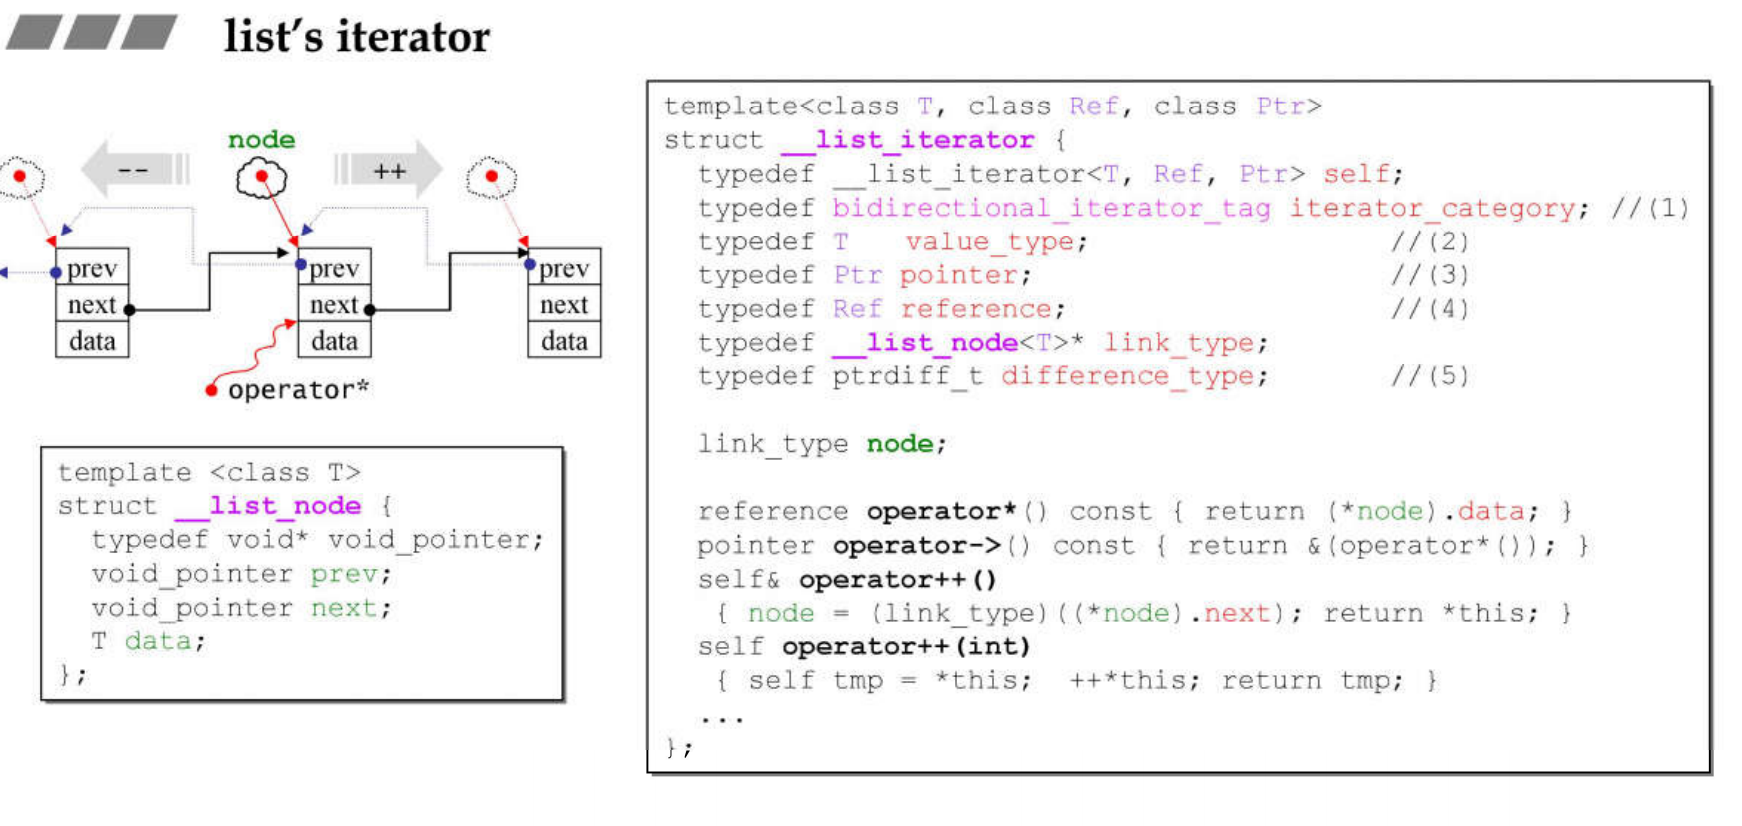 list's iterator
node
--
++
prev
next
data
prev
next
data
prev
next
data
operator*
template <class T>
struct __list_node {
typedef void* void_pointer;
void_pointer prev;
void_pointer next;
T data;
};
template<class T, class Ref, class Ptr>
struct __list_iterator {
typedef __list_iterator<T, Ref, Ptr> self;
typedef bidirectional_iterator_tag iterator_category; //(1)
typedef T value_type; //(2)
typedef Ptr pointer; //(3)
typedef Ref reference; //(4)
typedef __list_node<T>* link_type;
typedef ptrdiff_t difference_type; //(5)
link_type node;
reference operator*() const { return (*node).data; }
pointer operator->() const { return &(operator*()); }
self& operator++()
{ node = (link_type)((*node).next); return *this; }
self operator++(int)
{ self tmp = *this; ++*this; return tmp; }
...
};